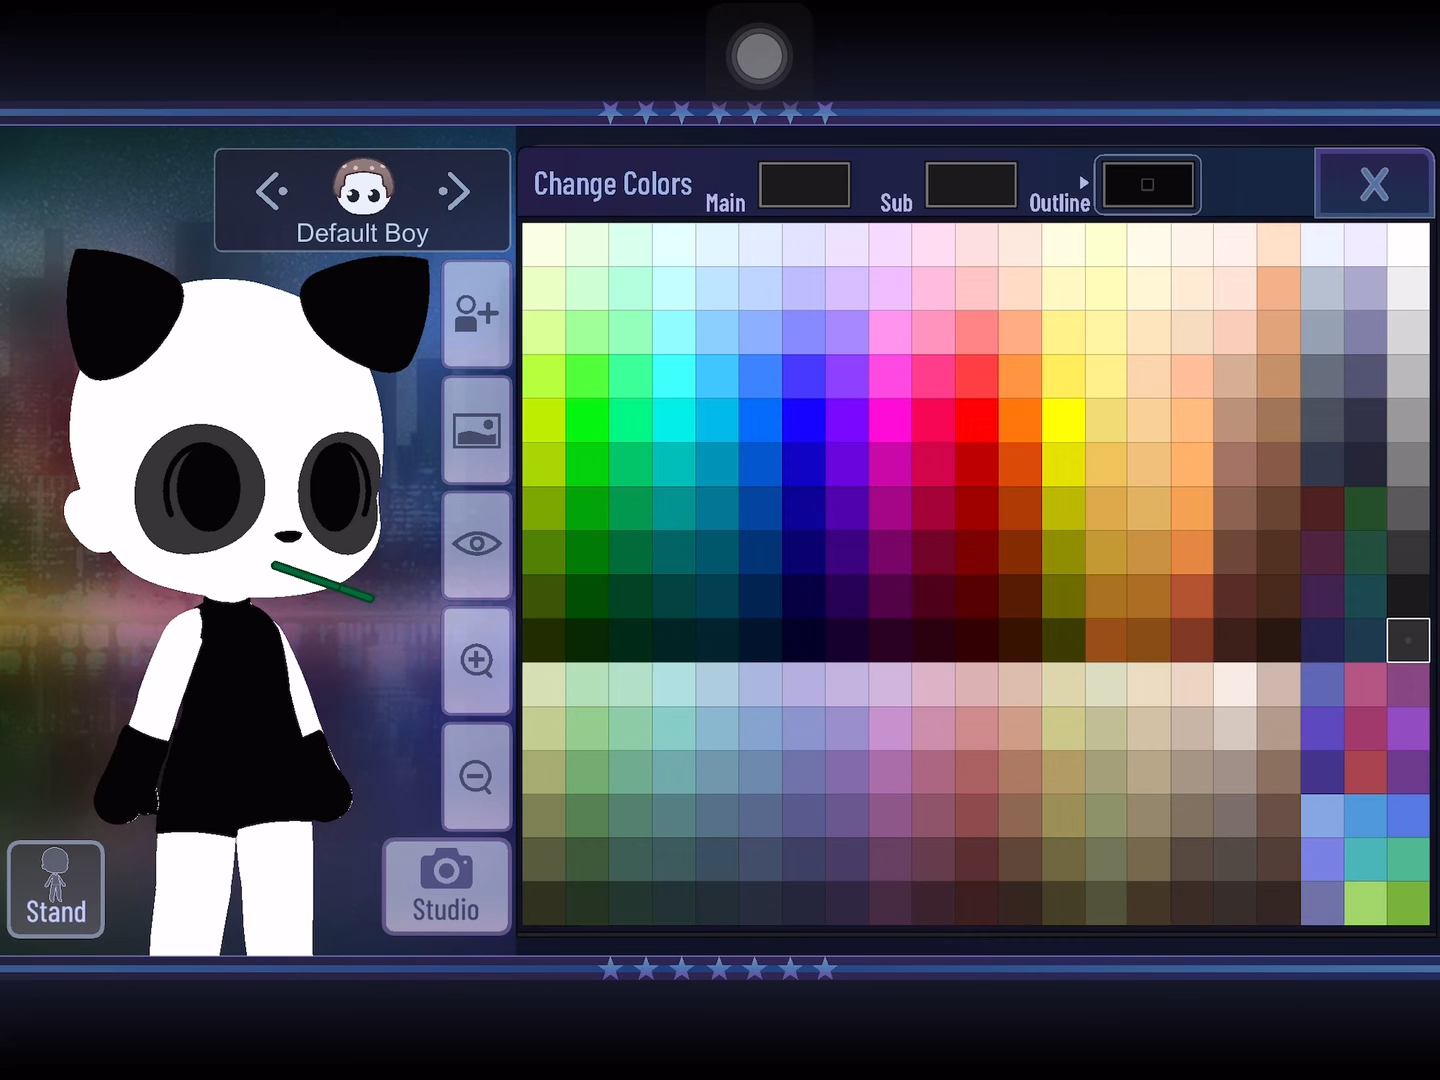 Default Boy
Change Colors
Main
Sub
Outline
X
Stand
Studio